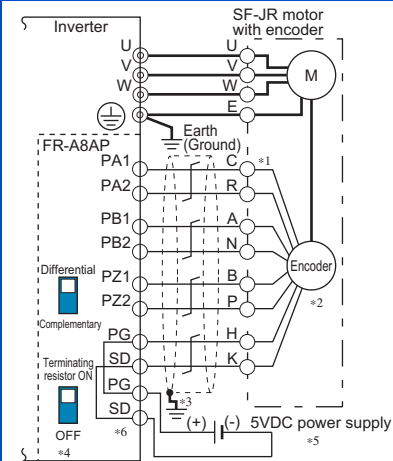 SF-JR motor
with encoder
Inverter
U U
V V
W W
E
M
Earth
(Ground)
FR-A8AP
PA1 C *1
PA2 R
PB1 A
PB2 N
Differential
PZ1 B
Encoder
PZ2 P
*2
Complementary
PG H
SD K
Terminating
resistor ON
PG
*3
SD
(+) (-) 5VDC power supply
OFF
*4 *6 *5